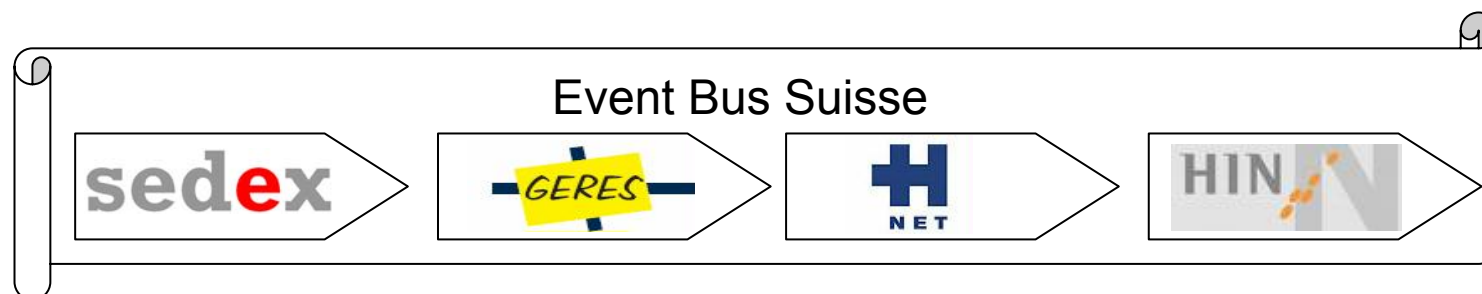 Event Bus Suisse
sedex
GERES
H
NET
HIN